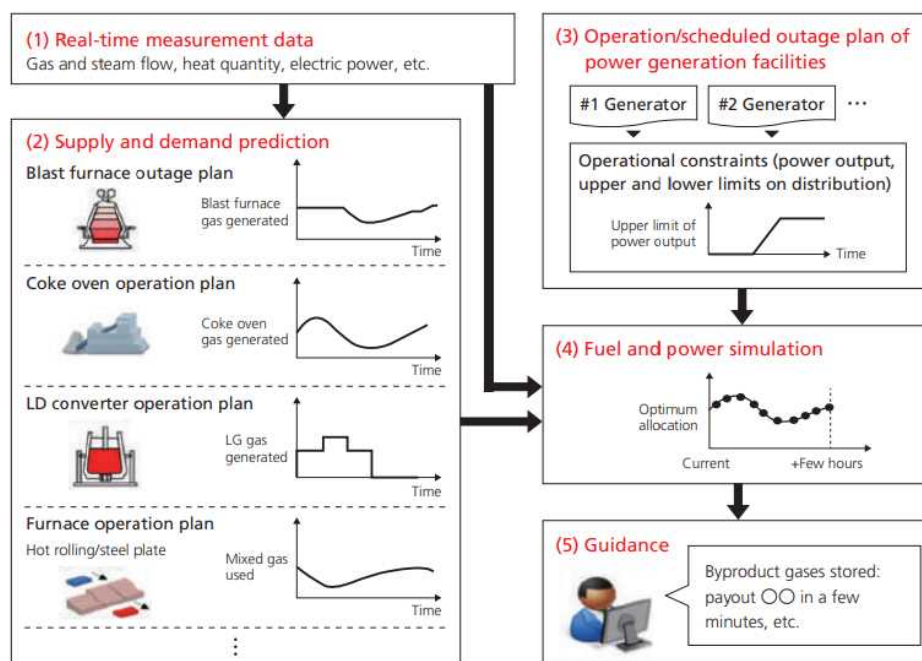 (1) Real-time measurement data
Gas and steam flow, heat quantity, electric power, etc.
(2) Supply and demand prediction
Blast furnace outage plan
Blast furnace
gas generated
Time
Coke oven operation plan
Coke oven
gas generated
Time
LD converter operation plan
LG gas
generated
Time
Furnace operation plan
Hot rolling/steel plate
Mixed gas
used
Time
⋮
(3) Operation/scheduled outage plan of
power generation facilities
#1 Generator
#2 Generator
⋯
Operational constraints (power output,
upper and lower limits on distribution)
Upper limit of
power output
Time
(4) Fuel and power simulation
Optimum
allocation
Current
+Few hours
(5) Guidance
Byproduct gases stored:
payout ○○ in a few
minutes, etc.